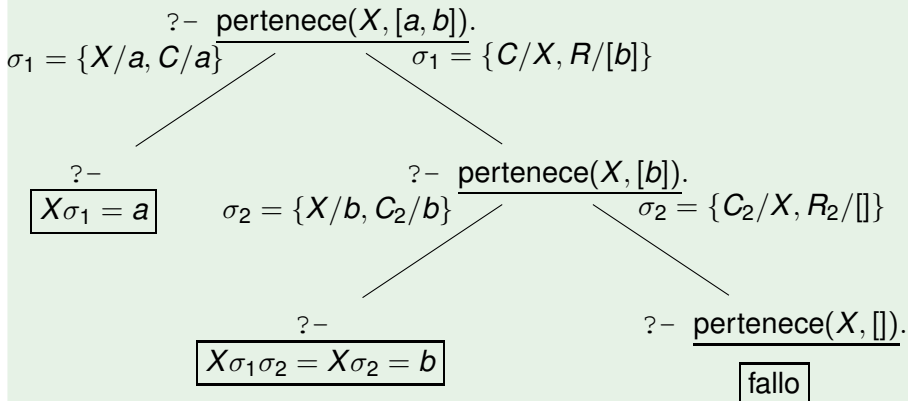 ?- pertenece(X, [a, b]).
σ₁ = {X/a, C/a} σ₁ = {C/X, R/[b]}
?- ?- pertenece(X, [b]).
Xσ₁ = a σ₂ = {X/b, C₂/b} σ₂ = {C₂/X, R₂/[]}
?- ?- pertenece(X, []).
Xσ₁σ₂ = Xσ₂ = b
fallo